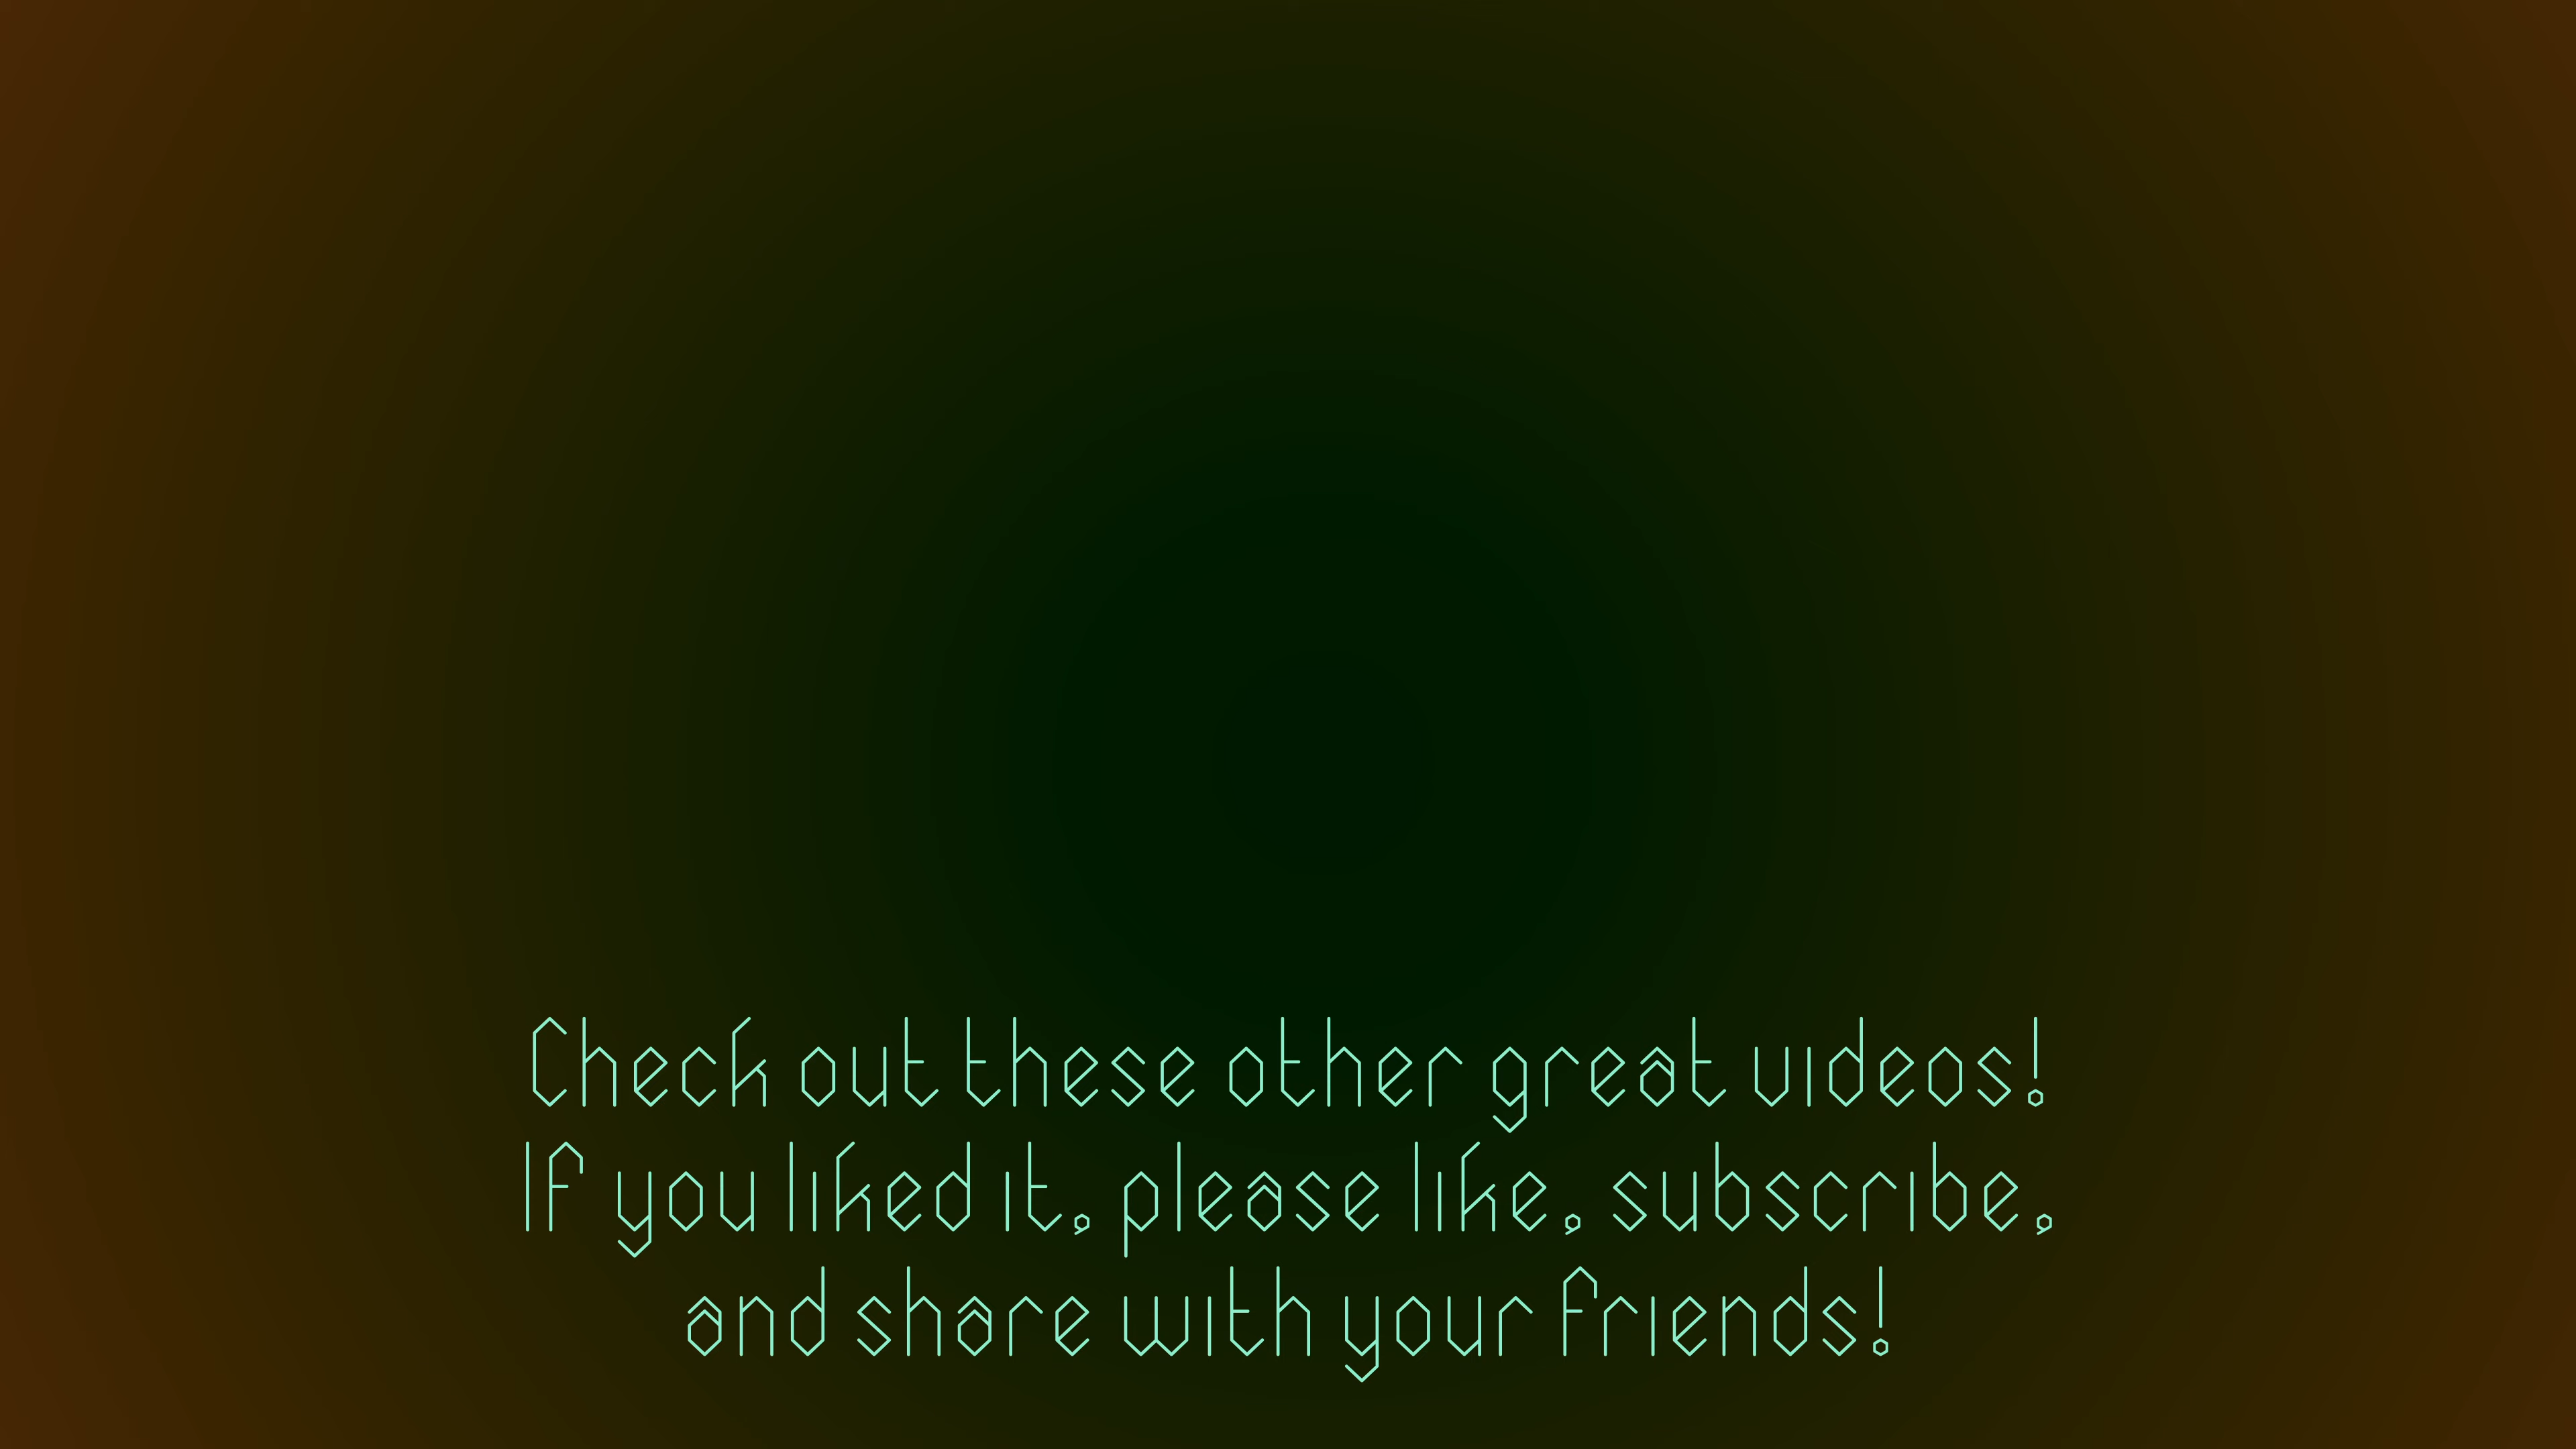 Check out these other great videos!
If you liked it, please like, subscribe,
and share with your friends!